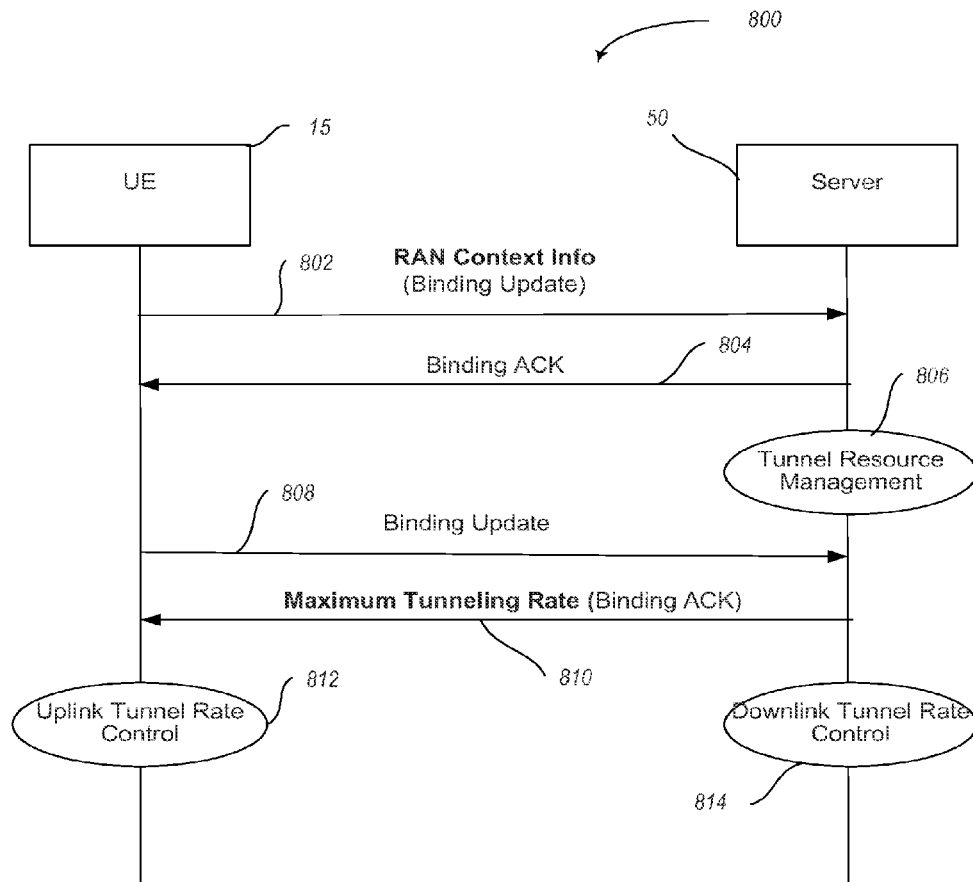 800
15
50
UE
Server
RAN Context Info
802
(Binding Update)
804
Binding ACK
806
Tunnel Resource
Management
808
Binding Update
Maximum Tunneling Rate (Binding ACK)
812
810
Uplink Tunnel Rate
Control
Downlink Tunnel Rate
Control
814